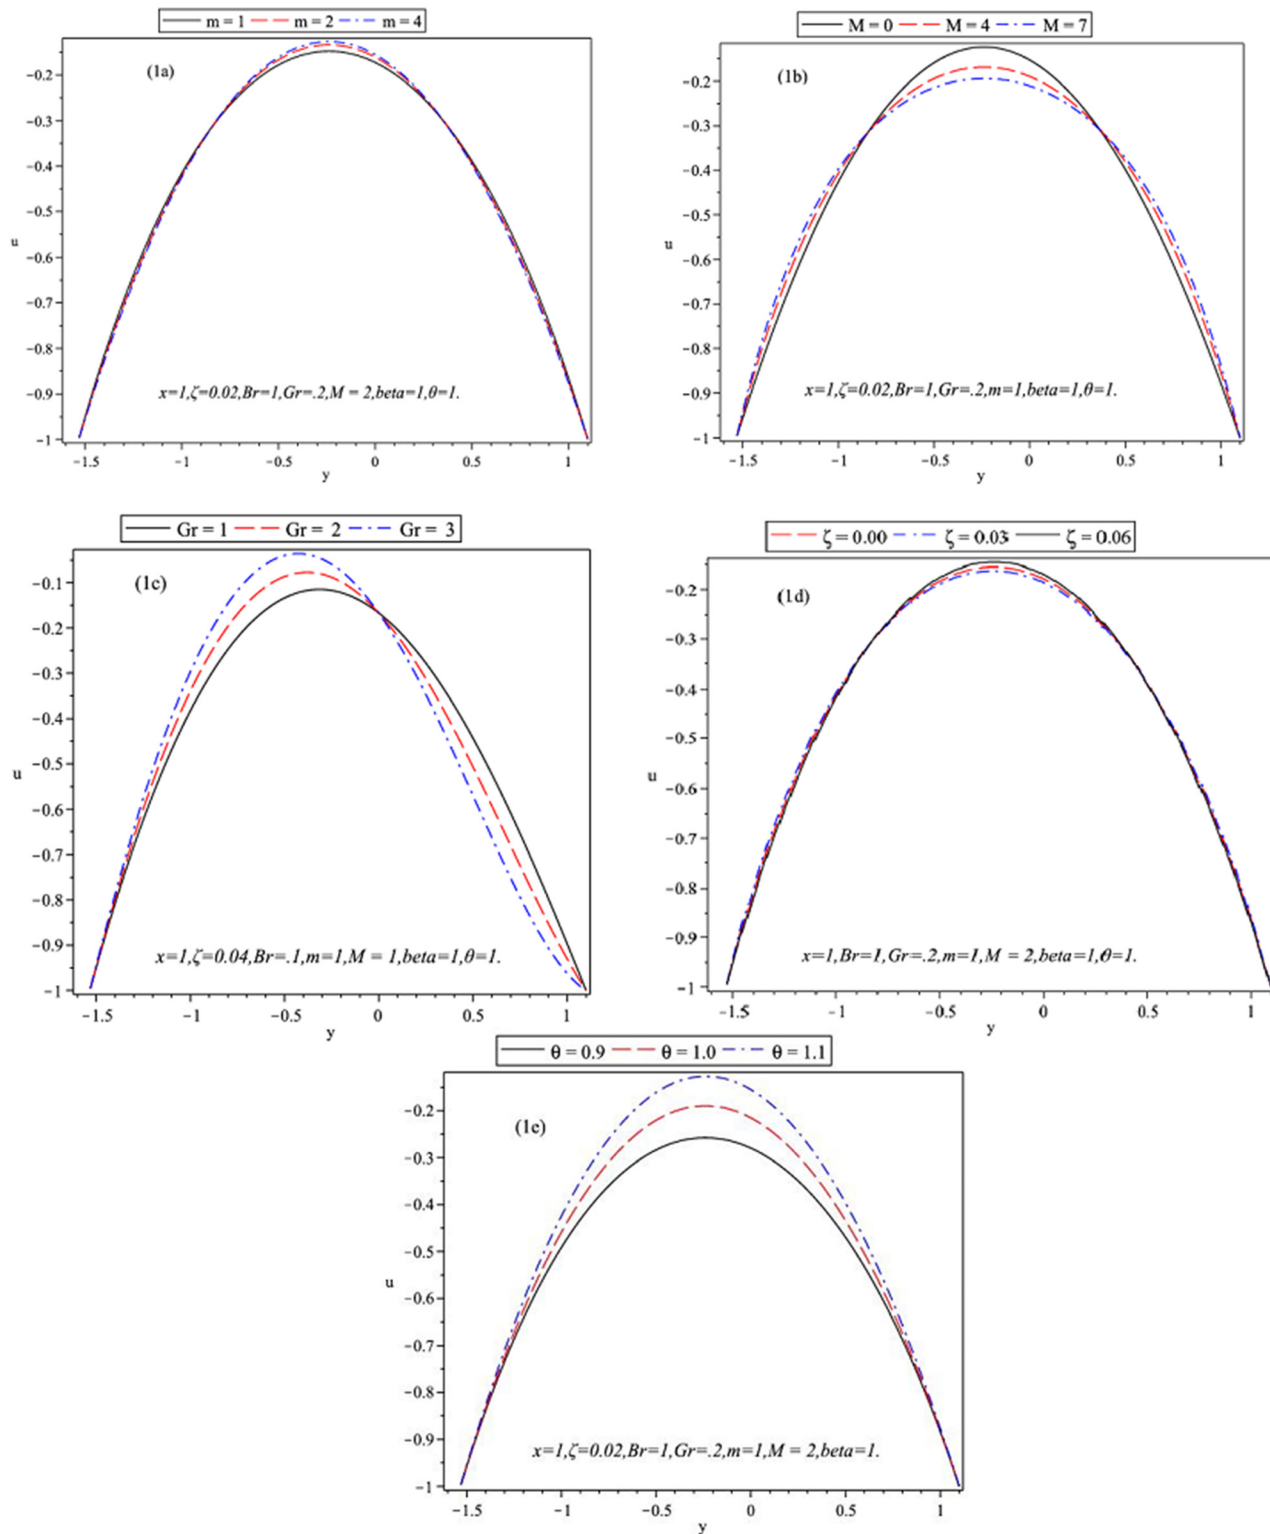 m = 1 m = 2 m = 4
(1a)
−0.2
−0.3
−0.4
−0.5
u
−0.6
−0.7
−0.8
−0.9
−1
x=1,ζ=0.02,Br=1,Gr=.2,M = 2,beta=1,θ=1.
−1.5 −1 −0.5 0 0.5 1
y
M = 0 M = 4 M = 7
(1b)
−0.2
−0.3
−0.4
−0.5
u
−0.6
−0.7
−0.8
−0.9
−1
x=1,ζ=0.02,Br=1,Gr=.2,m=1,beta=1,θ=1.
−1.5 −1 −0.5 0 0.5 1
y
Gr = 1 Gr = 2 Gr = 3
(1c)
−0.1
−0.2
−0.3
−0.4
−0.5
u
−0.6
−0.7
−0.8
−0.9
−1
x=1,ζ=0.04,Br=.1,m=1,M = 1,beta=1,θ=1.
−1.5 −1 −0.5 0 0.5 1
y
ζ = 0.00 ζ = 0.03 ζ = 0.06
(1d)
−0.2
−0.3
−0.4
−0.5
u
−0.6
−0.7
−0.8
−0.9
−1
x=1,Br=1,Gr=.2,m=1,M = 2,beta=1,θ=1.
−1.5 −1 −0.5 0 0.5 1
y
θ = 0.9 θ = 1.0 θ = 1.1
(1e)
−0.2
−0.3
−0.4
−0.5
u
−0.6
−0.7
−0.8
−0.9
−1
x=1,ζ=0.02,Br=1,Gr=.2,m=1,M = 2,beta=1.
−1.5 −1 −0.5 0 0.5 1
y